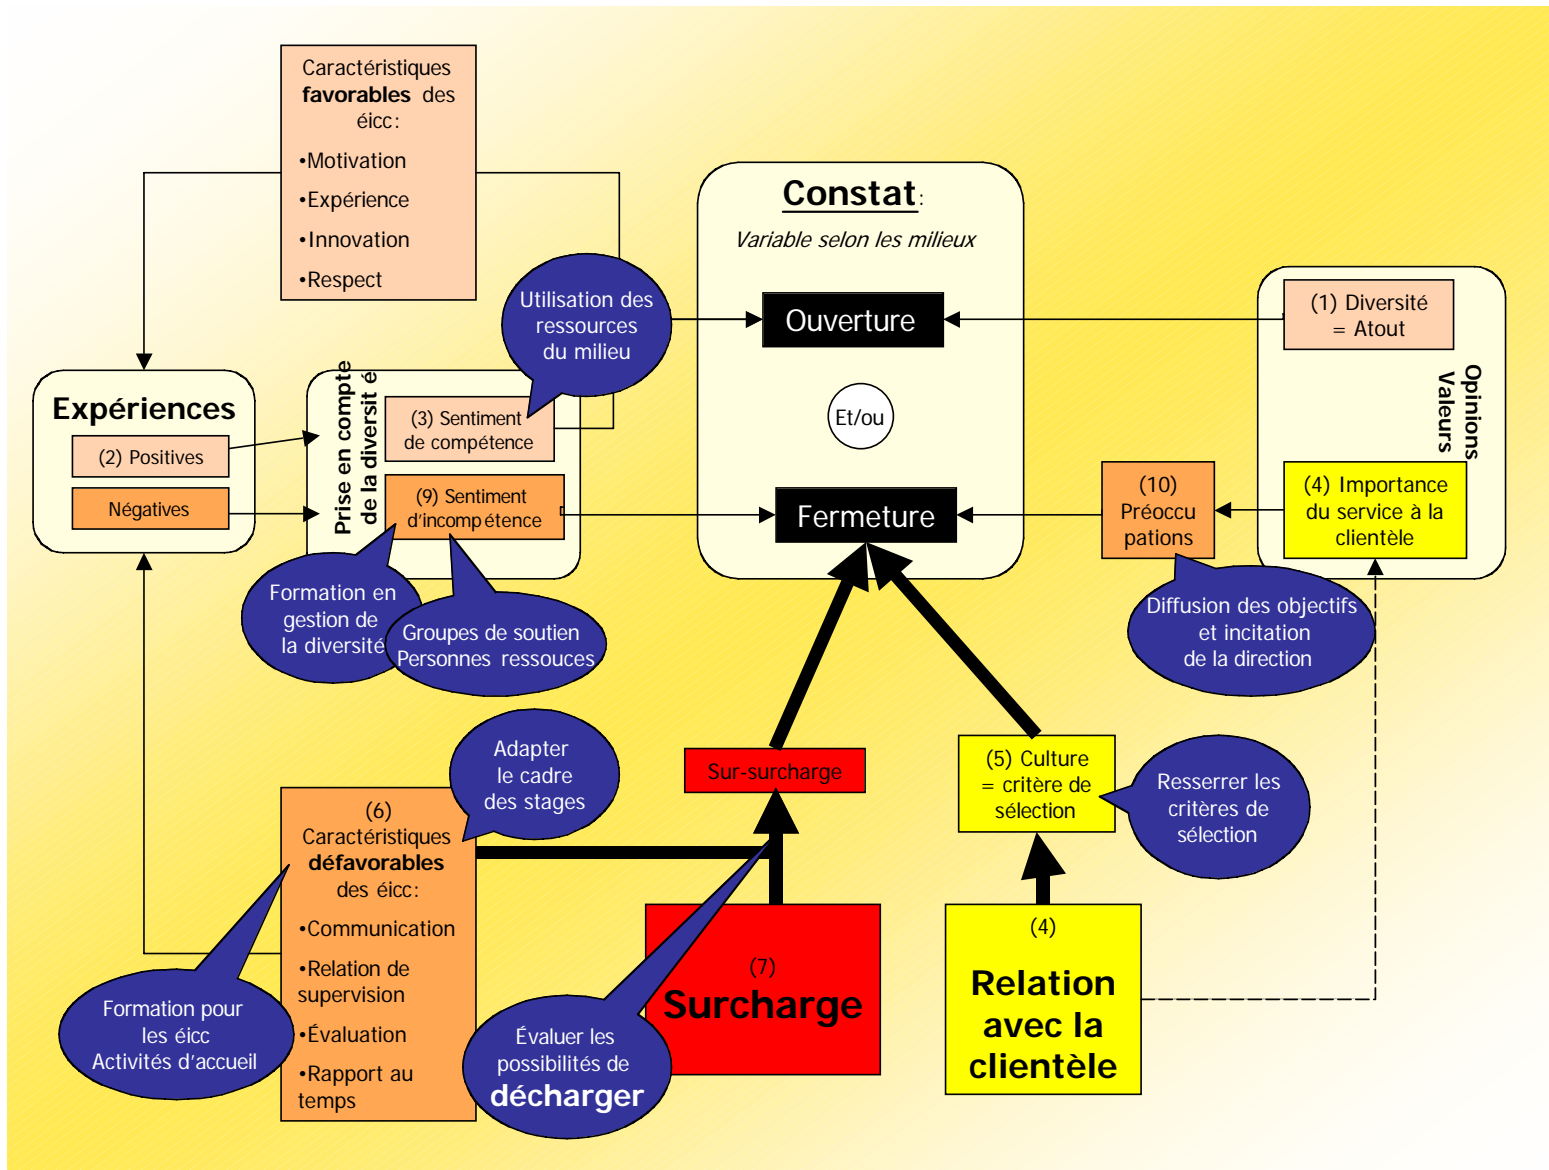 Caractéristiques
favorables des
éicc:
•Motivation
•Expérience
•Innovation
•Respect
Constat:
Variable selon les milieux
Ouverture
Et/ou
Fermeture
Utilisation des
ressources
du milieu
(1) Diversité
= Atout
Opinions
Valeurs
(4) Importance
du service à la
clientèle
(10)
Préoccu
pations
Diffusion des objectifs
et incitation
de la direction
Expériences
(2) Positives
Négatives
Prise en compte
de la diversit é
(3) Sentiment
de compétence
(9) Sentiment
d'incompétence
Formation en
gestion de
la diversité
Groupes de soutien
Personnes ressouces
Adapter
le cadre
des stages
Sur-surcharge
(5) Culture
= critère de
sélection
Resserrer les
critères de
sélection
(6)
Caractéristiques
défavorables
des éicc:
•Communication
•Relation de
supervision
•Évaluation
•Rapport au
temps
Formation pour
les éicc
Activités d'accueil
Évaluer les
possibilités de
décharger
(7)
Surcharge
(4)
Relation
avec la
clientèle